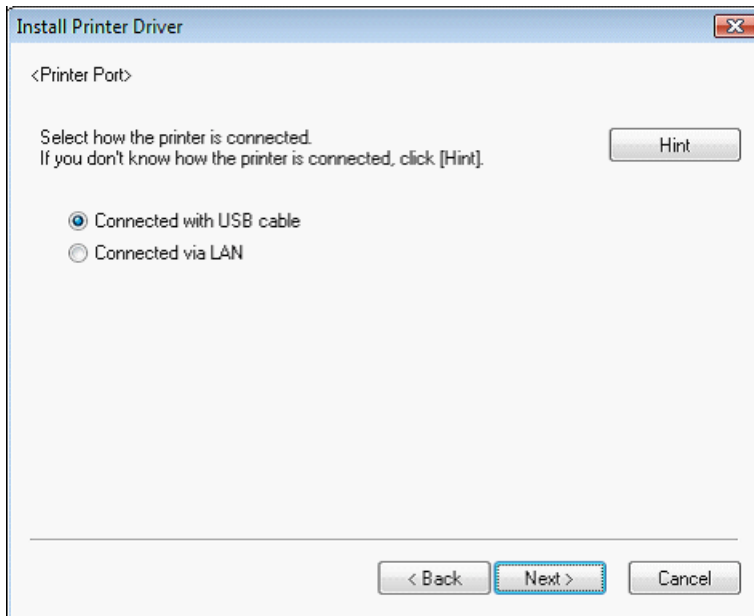 Install Printer Driver
<Printer Port>
Select how the printer is connected.
If you don't know how the printer is connected, click [Hint].
Hint
Connected with USB cable
Connected via LAN
< Back
Next >
Cancel